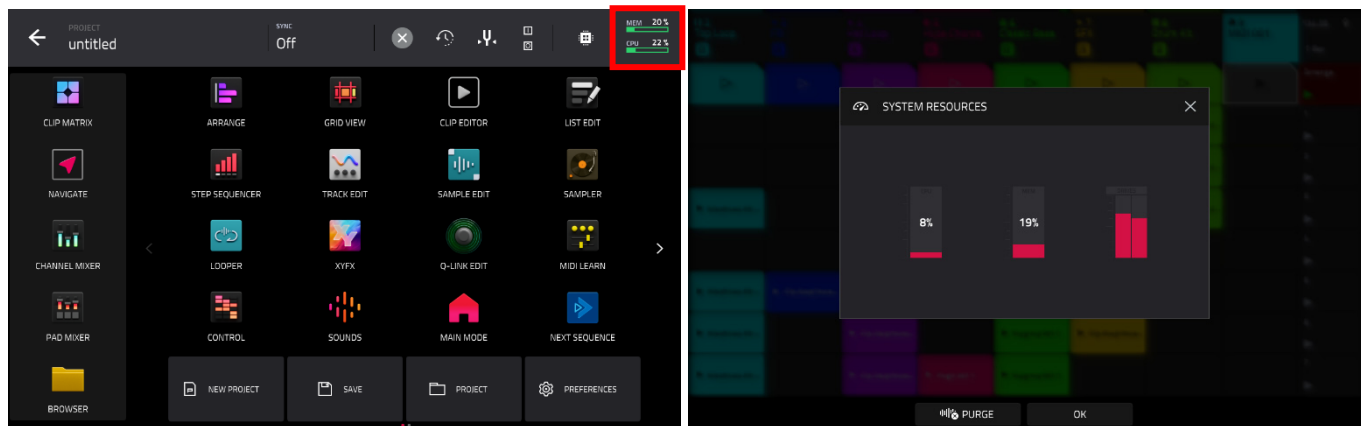 PROJECT
untitled
SYNC
Off
MEM 20 %
CPU 22 %
CLIP MATRIX
ARRANGE
GRID VIEW
CLIP EDITOR
LIST EDIT
NAVIGATE
STEP SEQUENCER
TRACK EDIT
SAMPLE EDIT
SAMPLER
CHANNEL MIXER
LOOPER
XYFX
Q-LINK EDIT
MIDI LEARN
PAD MIXER
CONTROL
SOUNDS
MAIN MODE
NEXT SEQUENCE
BROWSER
NEW PROJECT
SAVE
PROJECT
PREFERENCES
SYSTEM RESOURCES
8%
19%
PURGE
OK